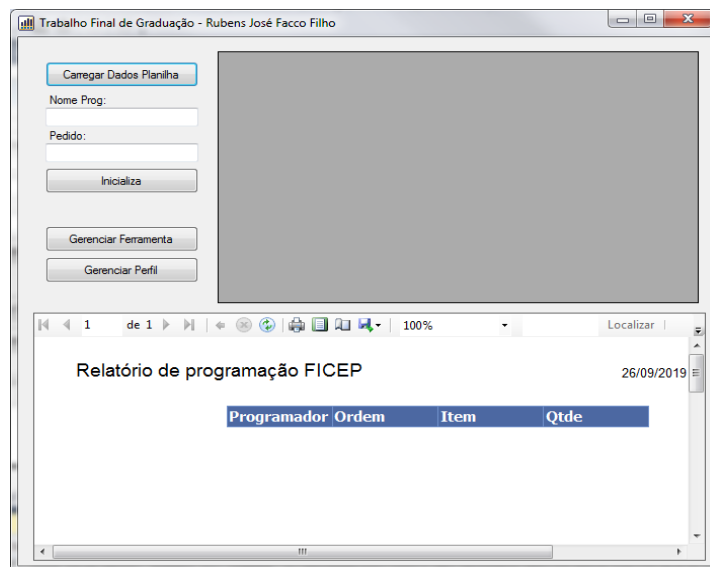 Trabalho Final de Graduação - Rubens José Facco Filho
Carregar Dados Planilha
Nome Prog:
Pedido:
Inicializa
Gerenciar Ferramenta
Gerenciar Perfil
1 de 1 100% Localizar
Relatório de programação FICEP 26/09/2019
Programador Ordem Item Qtde